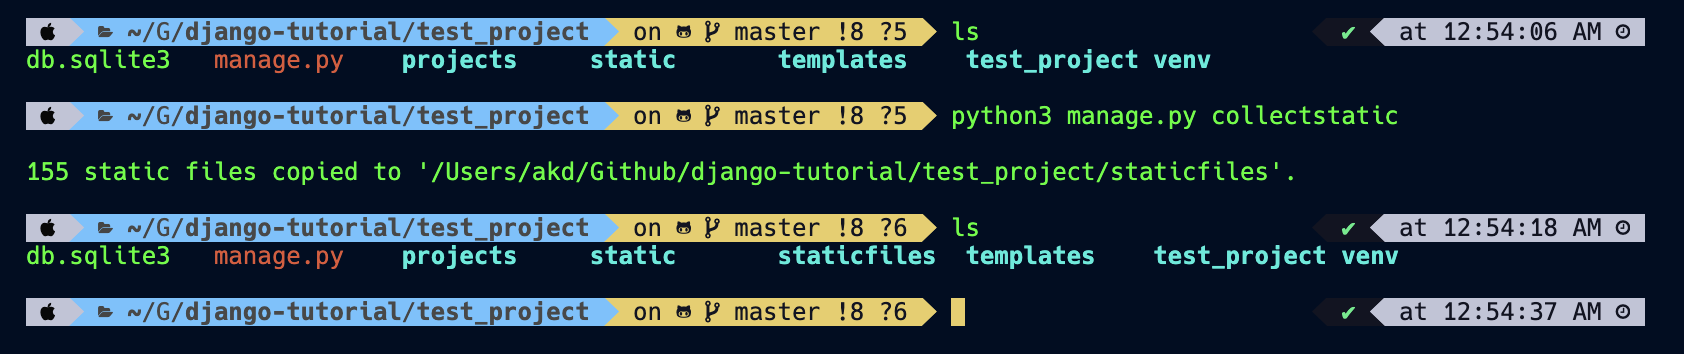 ~/G/django-tutorial/test_project on master !8 ?5 ls ✔ at 12:54:06 AM
db.sqlite3 manage.py projects static templates test_project venv
~/G/django-tutorial/test_project on master !8 ?5 python3 manage.py collectstatic
155 static files copied to '/Users/akd/Github/django-tutorial/test_project/staticfiles'.
~/G/django-tutorial/test_project on master !8 ?6 ls ✔ at 12:54:18 AM
db.sqlite3 manage.py projects static staticfiles templates test_project venv
~/G/django-tutorial/test_project on master !8 ?6 ✔ at 12:54:37 AM